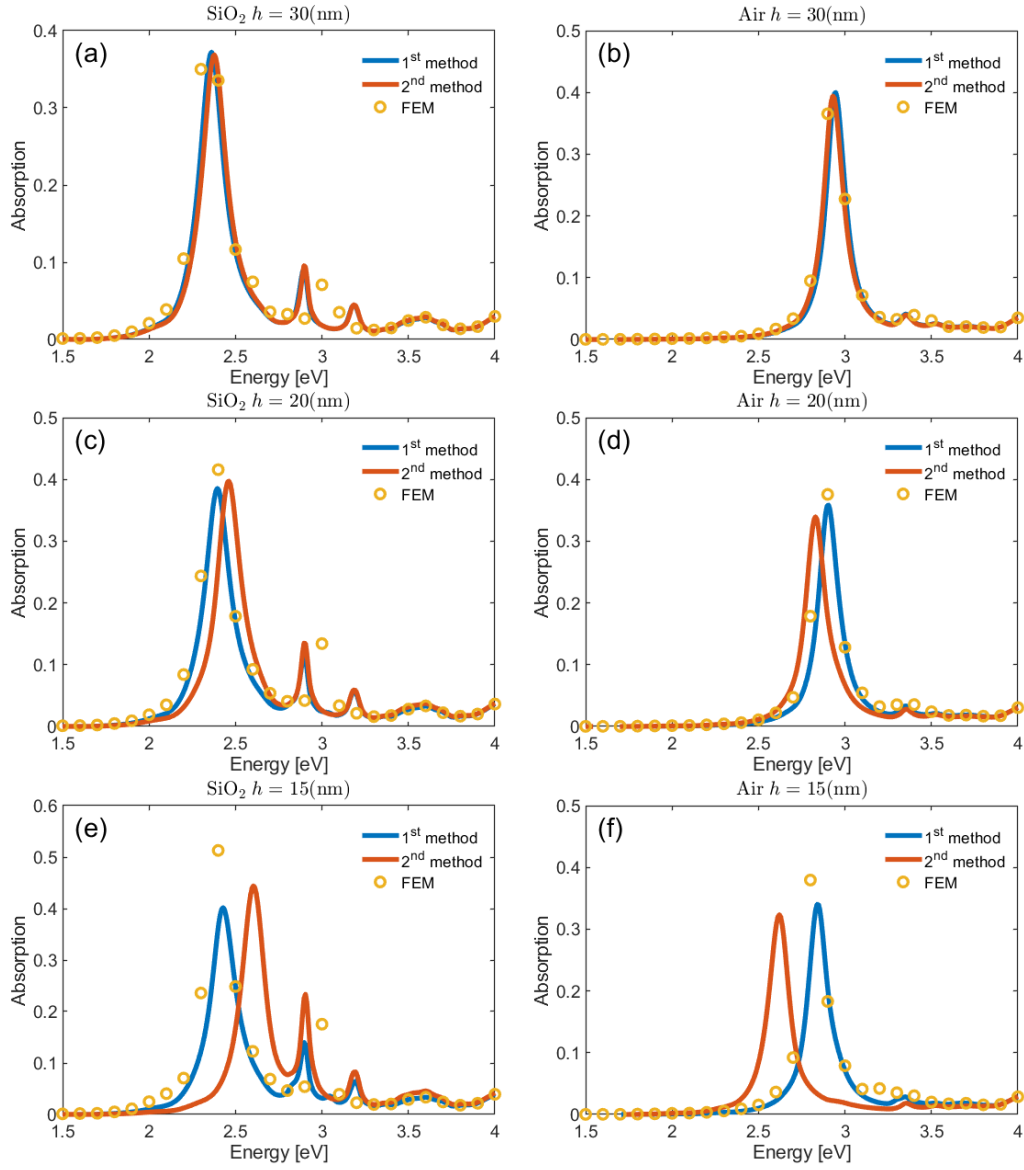 SiO2 h = 30(nm)
(a)
1st method
2nd method
FEM
Absorption
0.4
0.3
0.2
0.1
0
1.5 2 2.5 3 3.5 4
Energy [eV]
Air h = 30(nm)
(b)
1st method
2nd method
FEM
Absorption
0.5
0.4
0.3
0.2
0.1
0
1.5 2 2.5 3 3.5 4
Energy [eV]
SiO2 h = 20(nm)
(c)
1st method
2nd method
FEM
Absorption
0.5
0.4
0.3
0.2
0.1
0
1.5 2 2.5 3 3.5 4
Energy [eV]
Air h = 20(nm)
(d)
1st method
2nd method
FEM
Absorption
0.5
0.4
0.3
0.2
0.1
0
1.5 2 2.5 3 3.5 4
Energy [eV]
SiO2 h = 15(nm)
(e)
1st method
2nd method
FEM
Absorption
0.6
0.5
0.4
0.3
0.2
0.1
0
1.5 2 2.5 3 3.5 4
Energy [eV]
Air h = 15(nm)
(f)
1st method
2nd method
FEM
Absorption
0.5
0.4
0.3
0.2
0.1
0
1.5 2 2.5 3 3.5 4
Energy [eV]